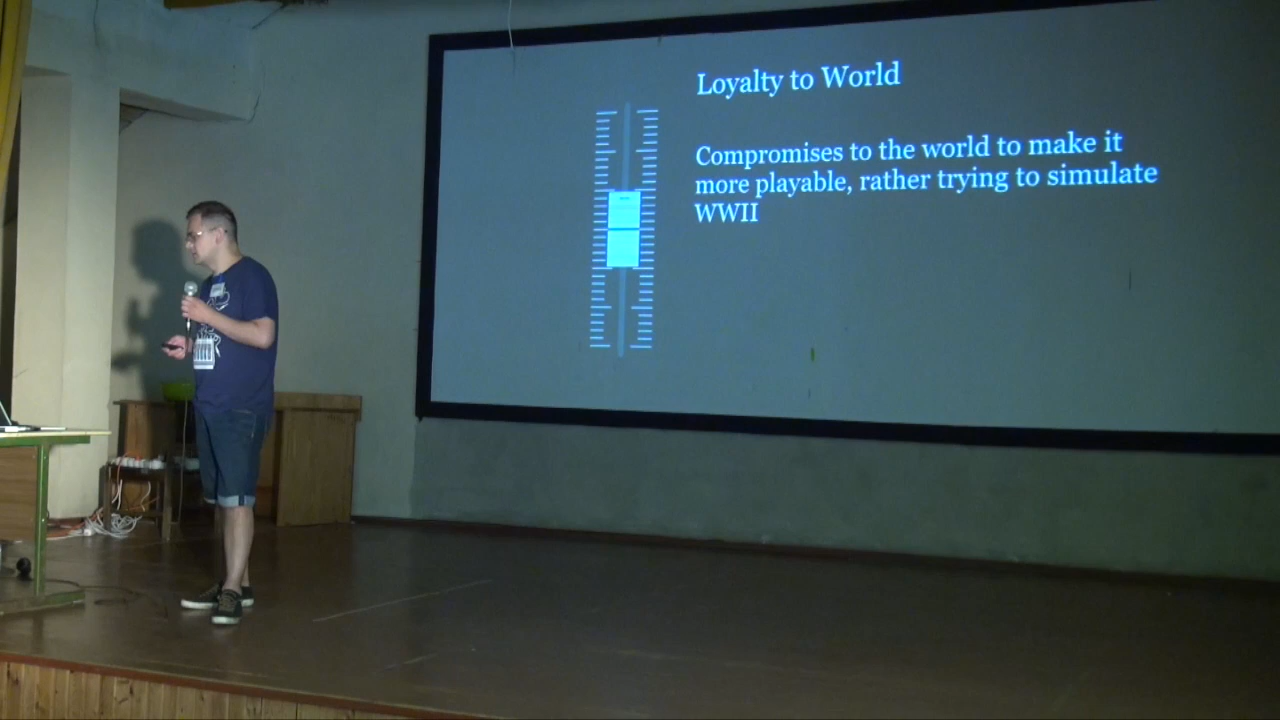 Loyalty to World
Compromises to the world to make it
more playable, rather trying to simulate
WWII